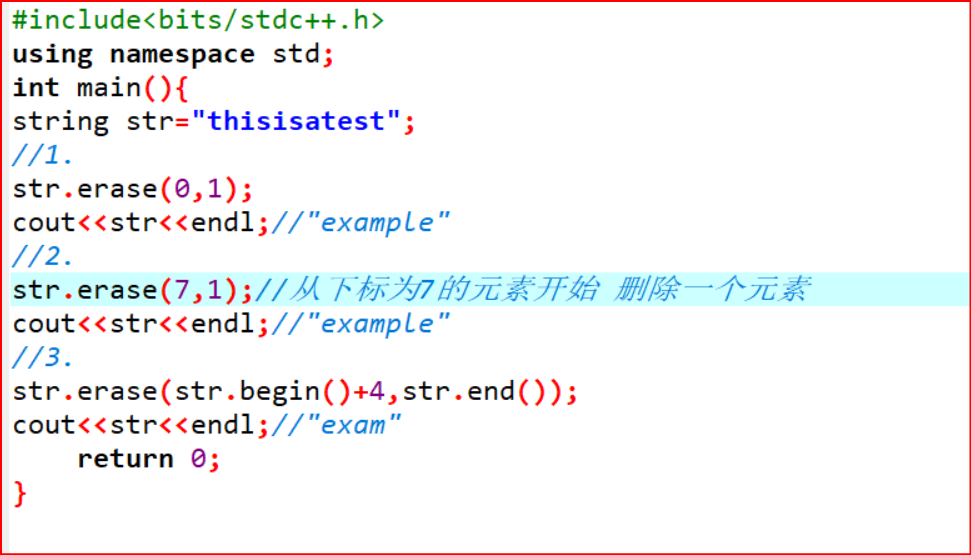 #include<bits/stdc++.h>
using namespace std;
int main(){
string str="thisisatest";
//1.
str.erase(0,1);
cout<<str<<endl;//"example"
//2.
str.erase(7,1);//从下标为7的元素开始 删除一个元素
cout<<str<<endl;//"example"
//3.
str.erase(str.begin()+4,str.end());
cout<<str<<endl;//"exam"
    return 0;
}